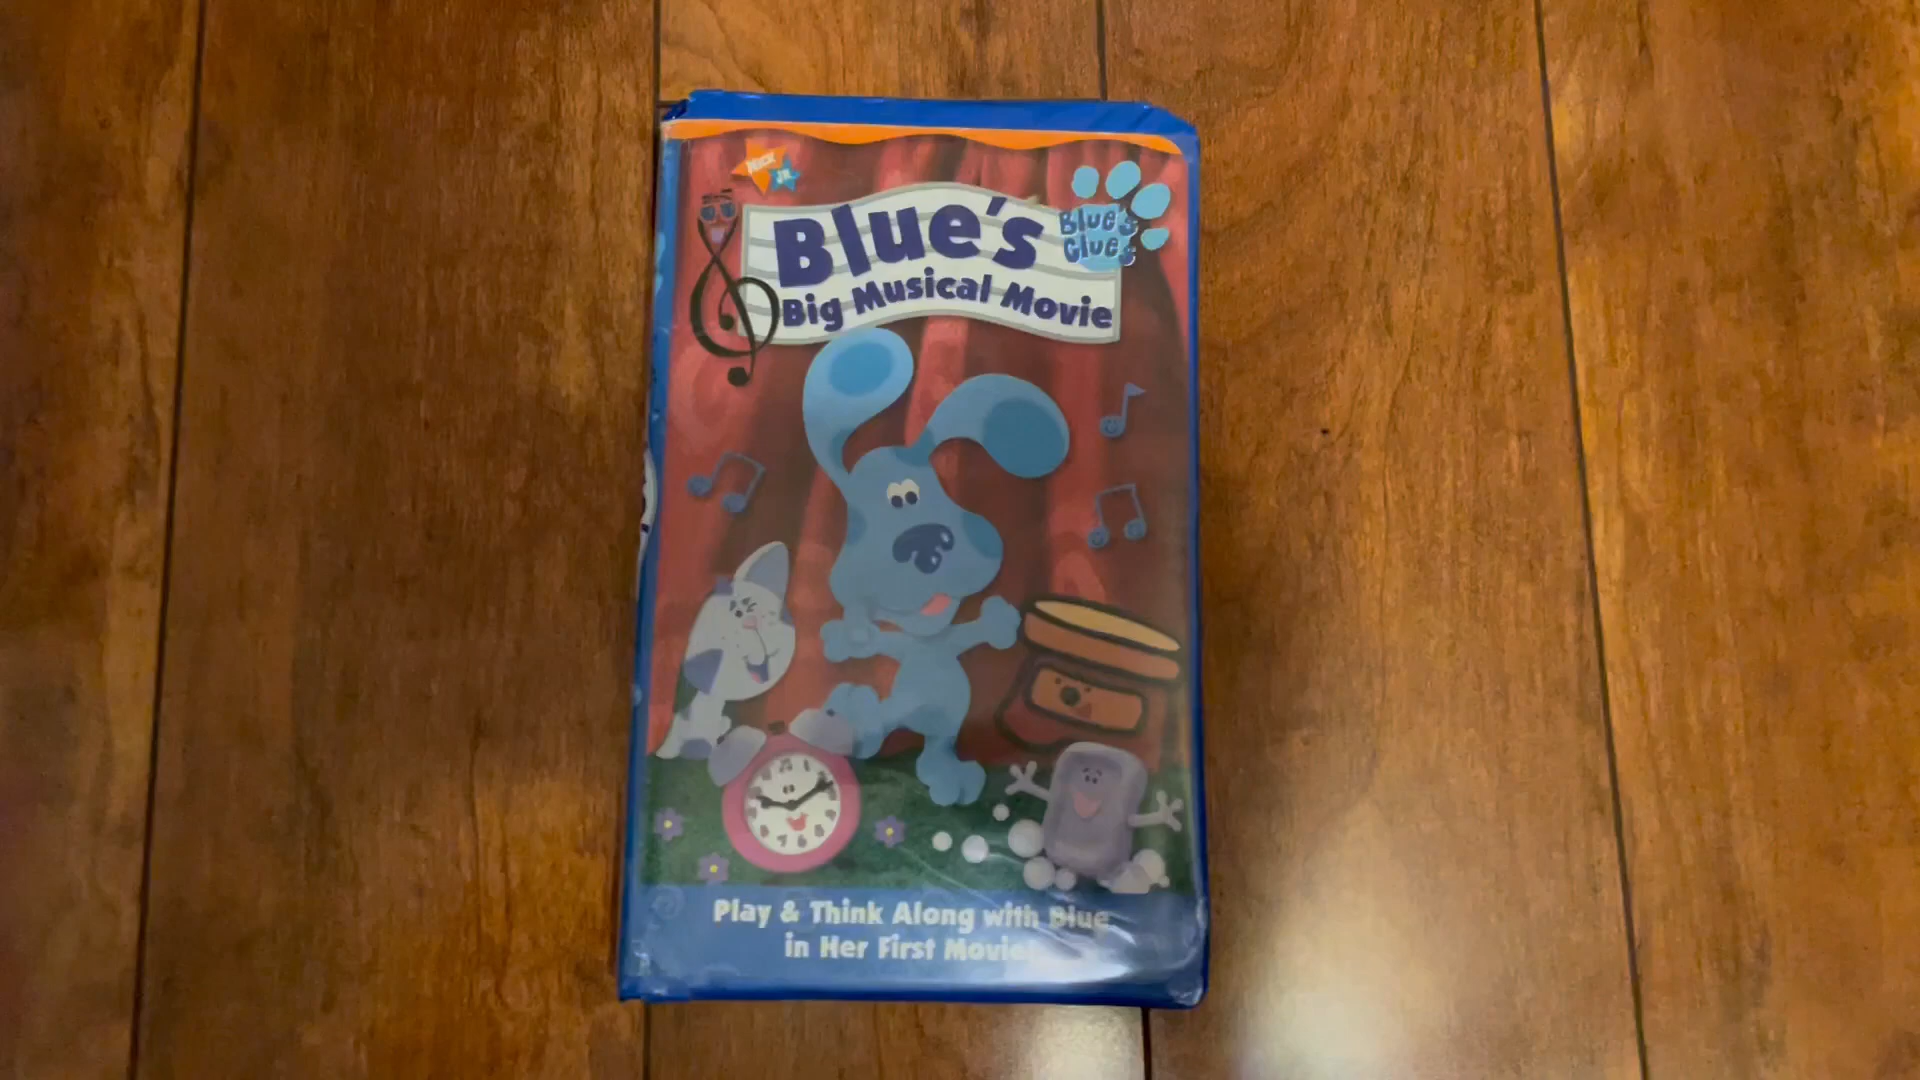 NICK
JR.
Blue's
Clues
Blue's
Big Musical Movie
Play & Think Along with Blue
in Her First Movie!